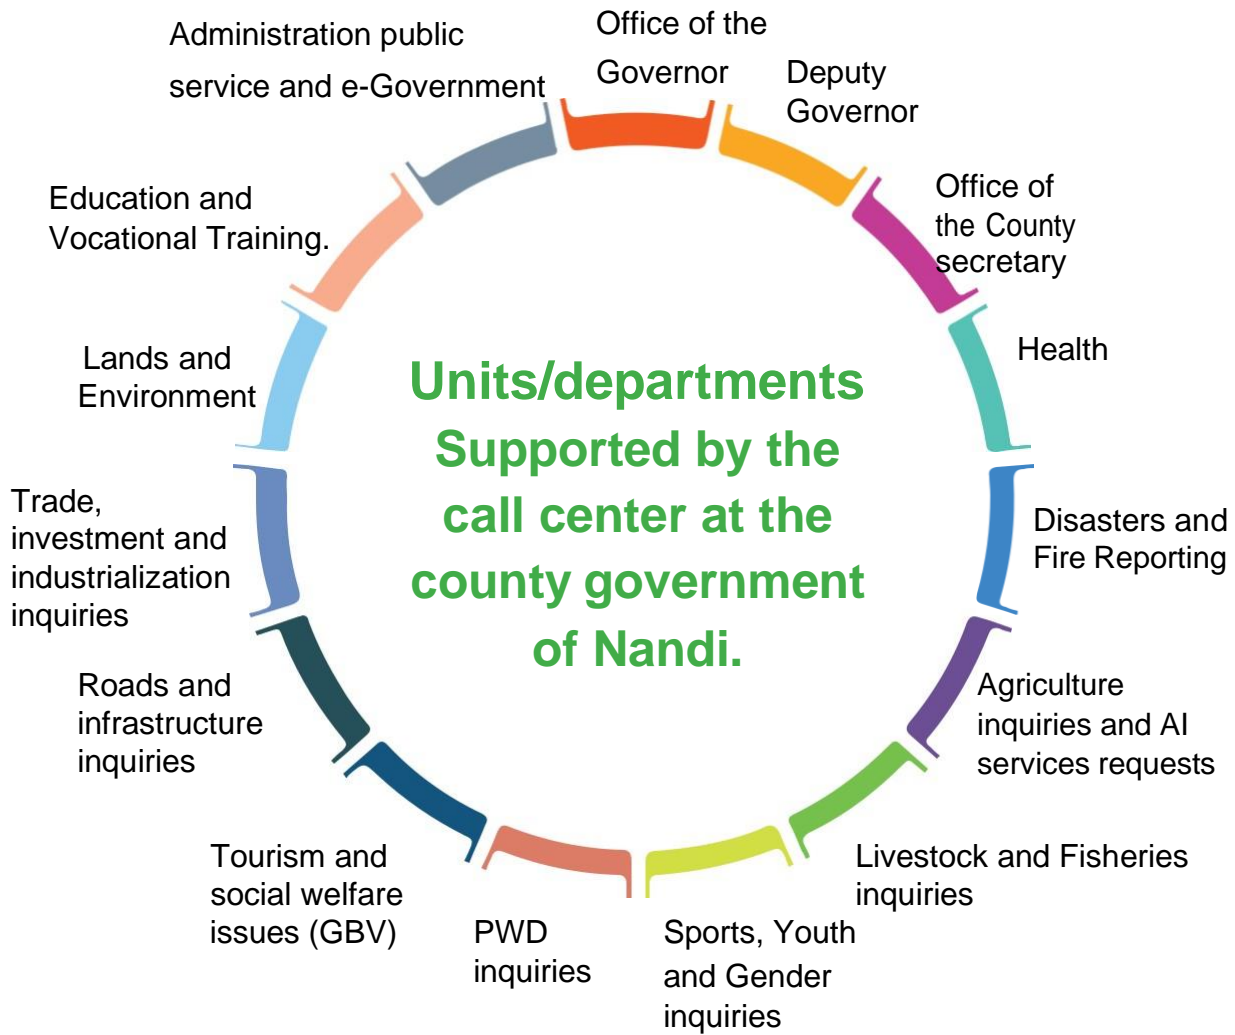 Administration public
service and e-Government
Office of the
Governor
Deputy
Governor
Office of
the County
secretary
Health
Disasters and
Fire Reporting
Agriculture
inquiries and AI
services requests
Livestock and Fisheries
inquiries
Sports, Youth
and Gender
inquiries
PWD
inquiries
Tourism and
social welfare
issues (GBV)
Roads and
infrastructure
inquiries
Trade,
investment and
industrialization
inquiries
Lands and
Environment
Education and
Vocational Training.
Units/departments
Supported by the
call center at the
county government
of Nandi.